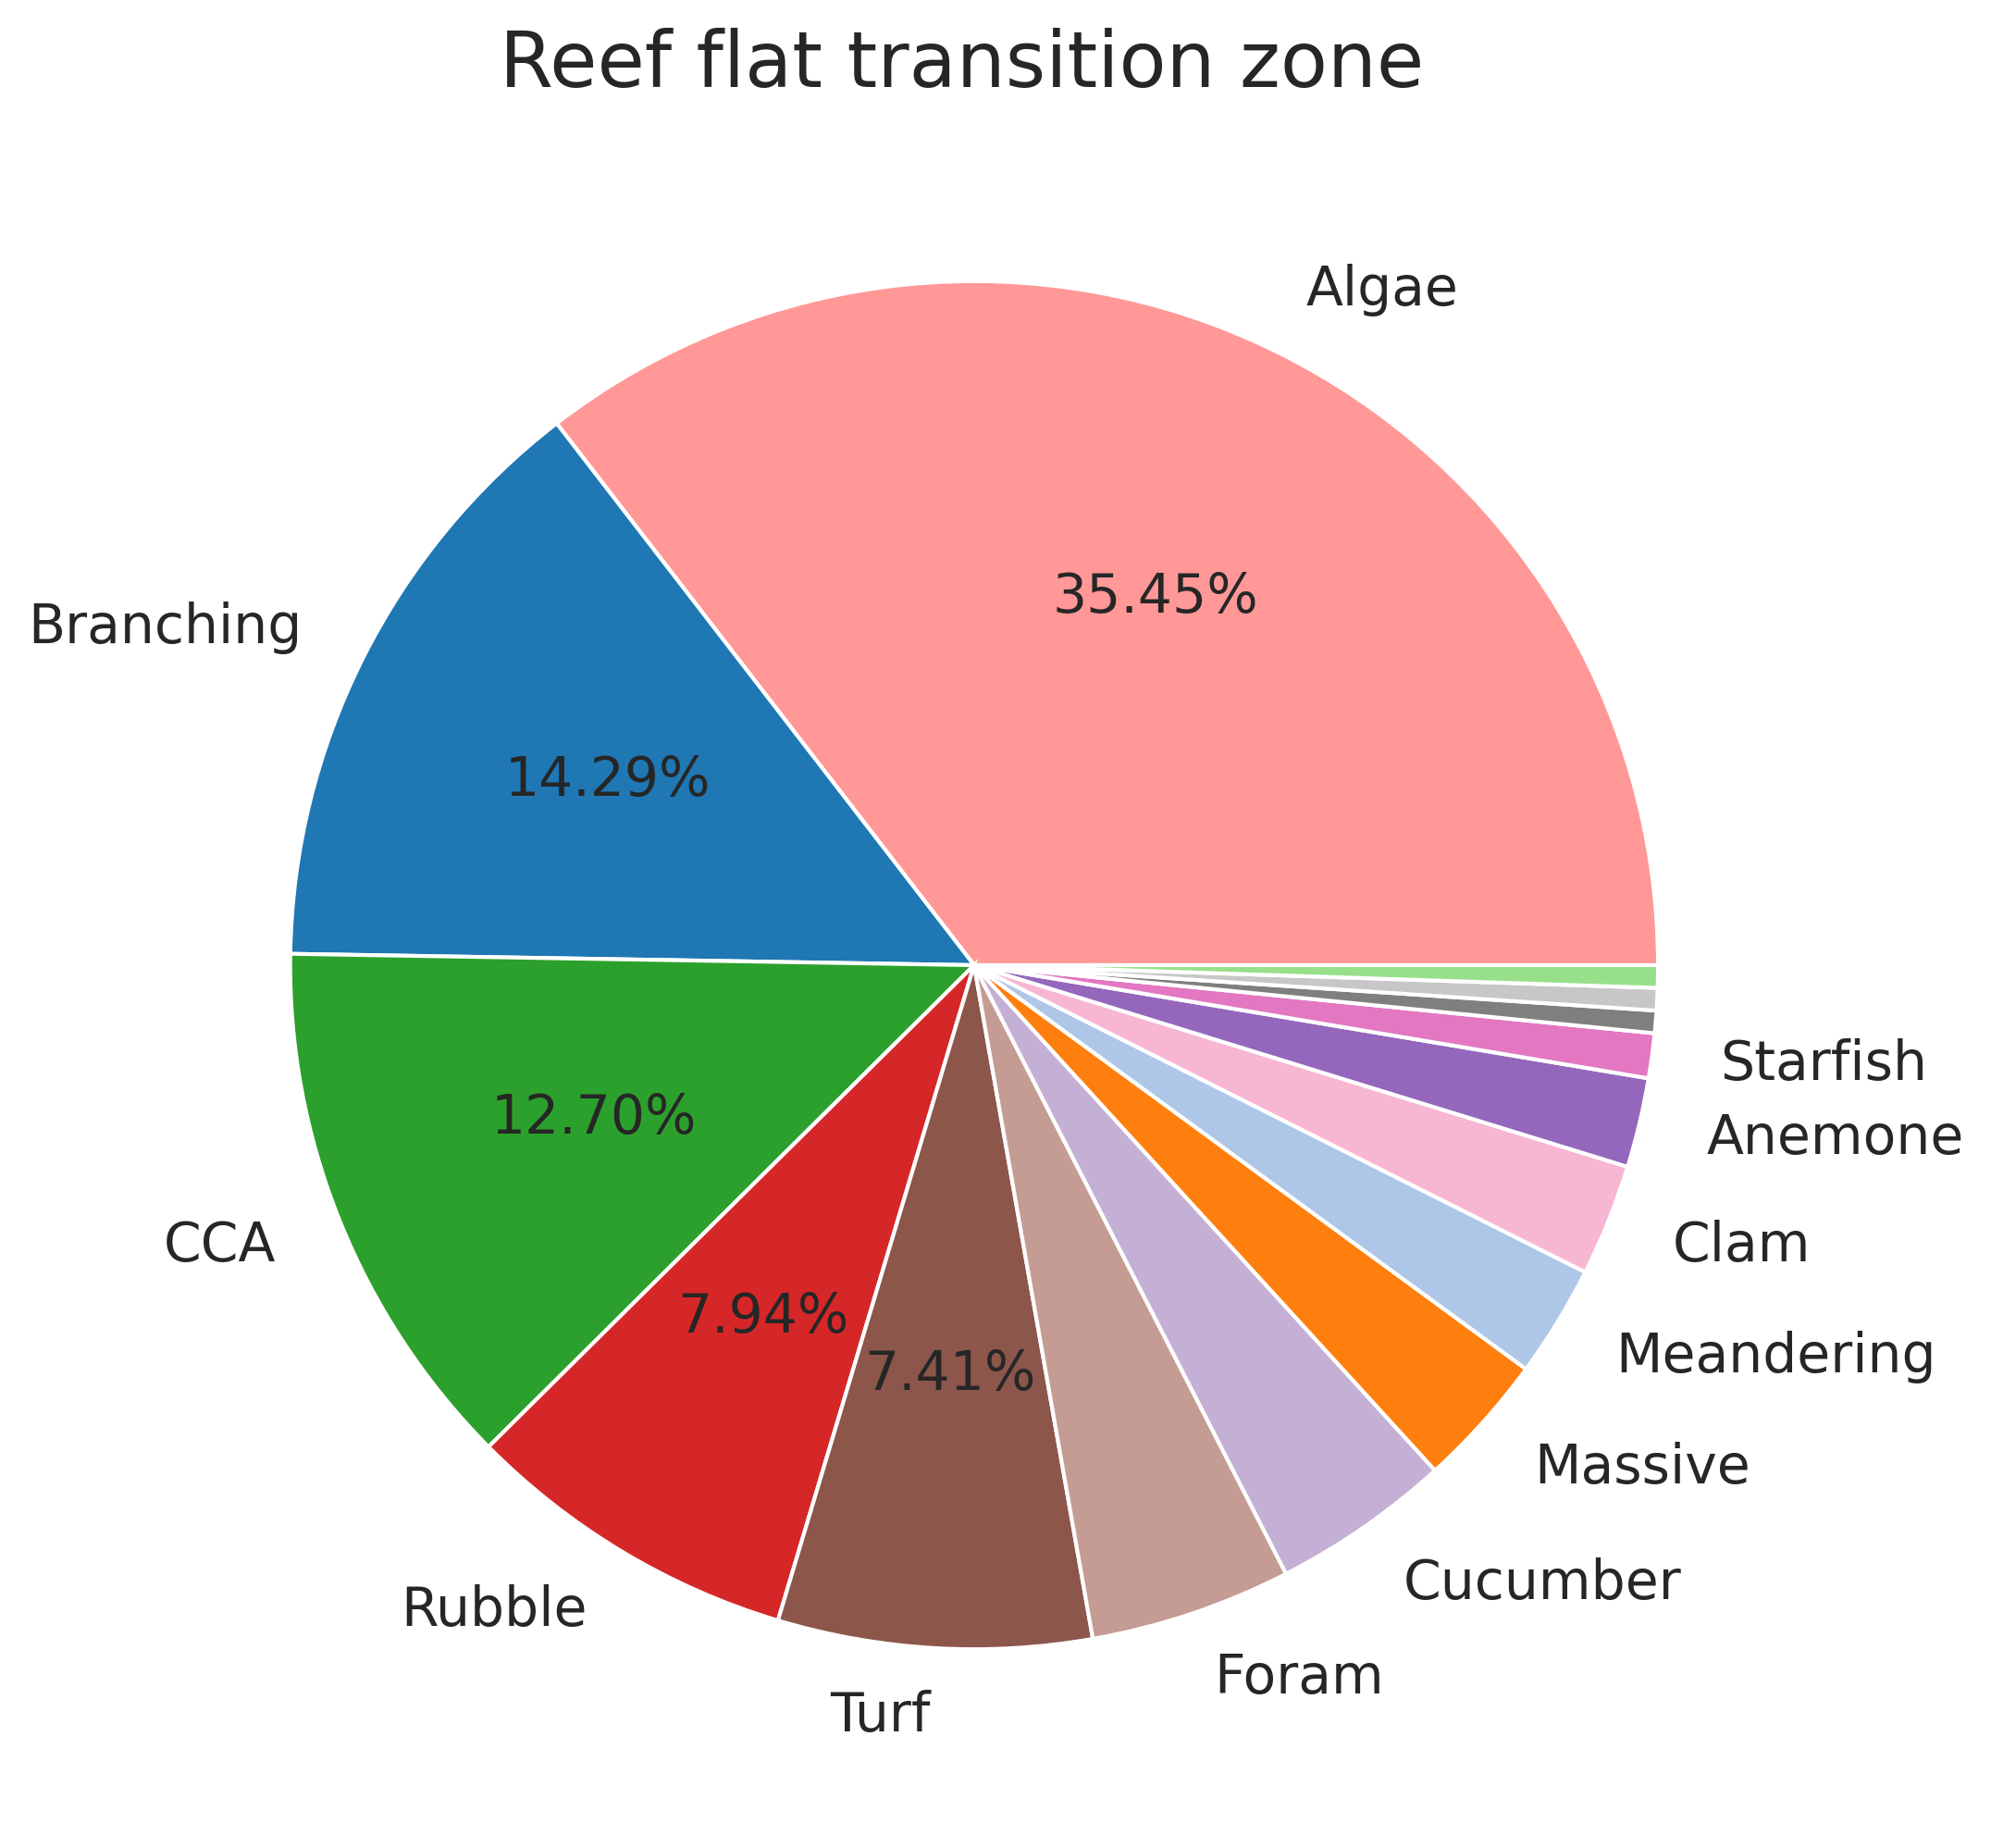 Reef flat transition zone
Algae
35.45%
Branching
14.29%
Starfish
12.70%
Anemone
CCA
Clam
7.94%
Meandering
7.41%
Massive
Cucumber
Rubble
Foram
Turf